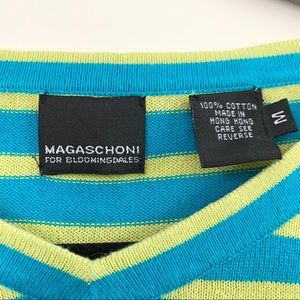 MAGASCHONI
FOR BLOOMINGDALES
100% COTTON
MADE IN
HONG KONG
CARE SEE
REVERSE
M